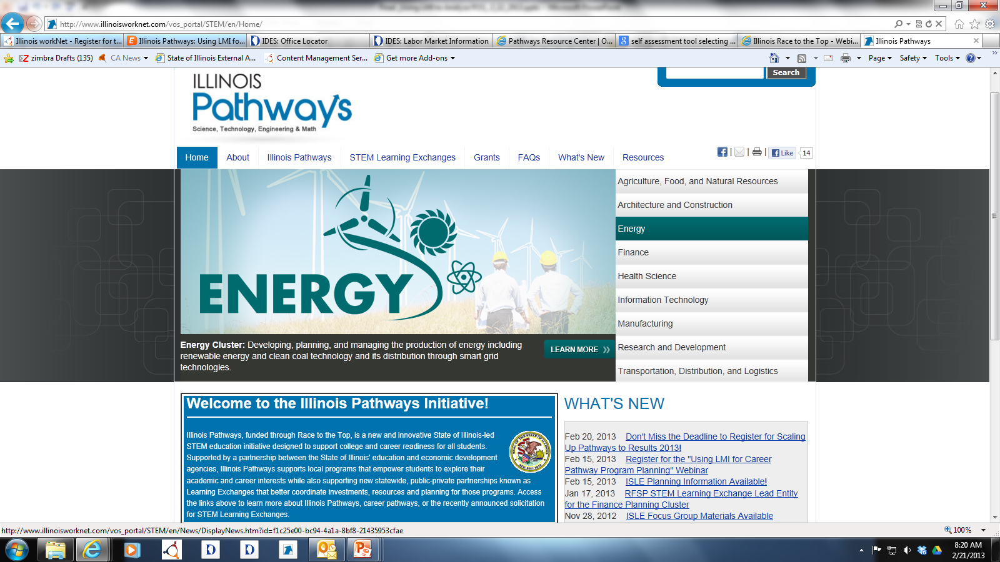 http://www.illinoisworknet.com/vos_portal/STEM/en/Home/
Illinois workNet - Register for t...
Illinois Pathways: Using LMI fo...
IDES: Office Locator
IDES: Labor Market Information
Pathways Resource Center | O...
self assessment tool selecting ...
Illinois Race to the Top - Webi...
Illinois Pathways
zimbra Drafts (135)
CA News
State of Illinois External A...
Content Management Ser...
Get more Add-ons
Page
Safety
Tools
Search
ILLINOIS
Pathways
Science, Technology, Engineering & Math
Home
About
Illinois Pathways
STEM Learning Exchanges
Grants
FAQs
What's New
Resources
Like
14
ENERGY
Agriculture, Food, and Natural Resources
Architecture and Construction
Energy
Finance
Health Science
Information Technology
Manufacturing
Research and Development
Transportation, Distribution, and Logistics
Energy Cluster: Developing, planning, and managing the production of energy including
renewable energy and clean coal technology and its distribution through smart grid
technologies.
LEARN MORE »
Welcome to the Illinois Pathways Initiative!
Illinois Pathways, funded through Race to the Top, is a new and innovative State of Illinois-led
STEM education initiative designed to support college and career readiness for all students.
Supported by a partnership between the State of Illinois' education and economic development
agencies, Illinois Pathways supports local programs that empower students to explore their
academic and career interests while also supporting new statewide, public-private partnerships known as
Learning Exchanges that better coordinate investments, resources and planning for those programs. Access
the links above to learn more about Illinois Pathways, career pathways, or the recently announced solicitation
for STEM Learning Exchanges.
SEAL OF THE STATE OF ILLINOIS
AUG. 26TH 1818
WHAT'S NEW
Feb 20, 2013 Don't Miss the Deadline to Register for Scaling
Up Pathways to Results 2013!
Feb 15, 2013 Register for the "Using LMI for Career
Pathway Program Planning" Webinar
Feb 15, 2013 ISLE Planning Information Available!
Jan 17, 2013 RFSP STEM Learning Exchange Lead Entity
for the Finance Planning Cluster
Nov 28, 2012 ISLE Focus Group Materials Available
http://www.illinoisworknet.com/vos_portal/STEM/en/News/DisplayNews.htm?id=f1c25e00-bc94-4a1a-8bf8-21435953cfae
100%
8:20 AM
2/21/2013